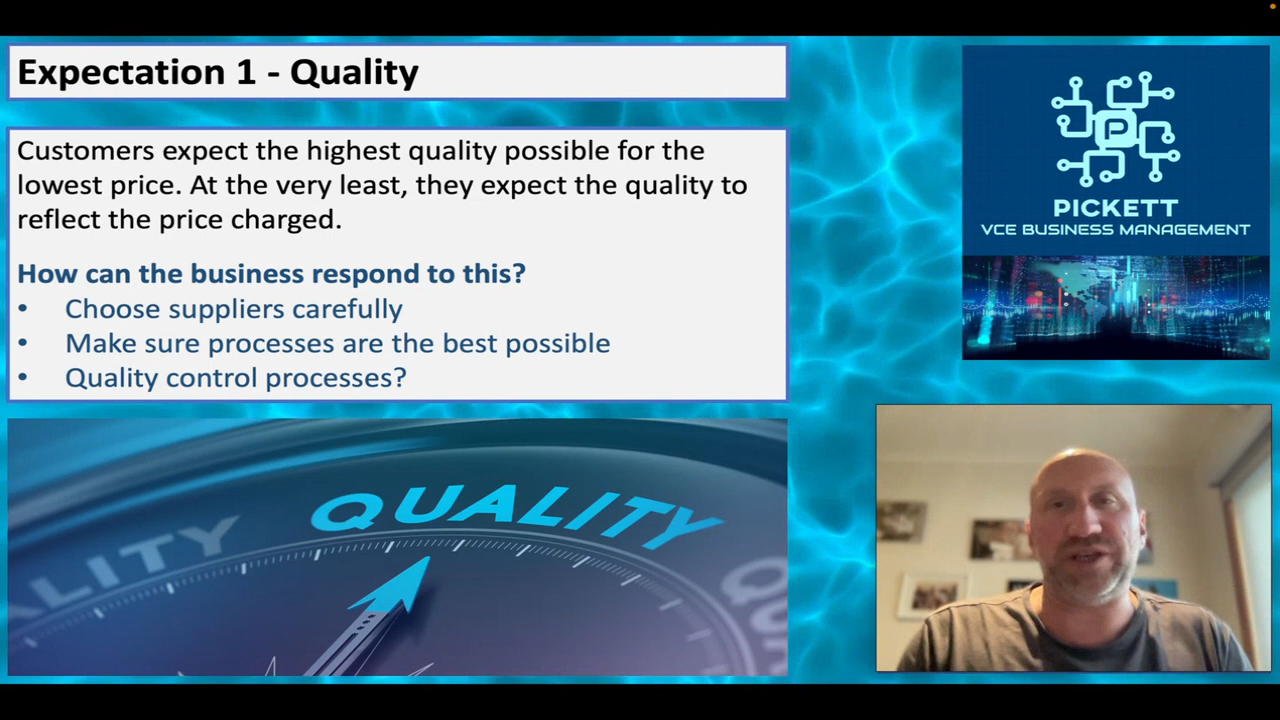 Expectation 1 - Quality
Customers expect the highest quality possible for the
lowest price. At the very least, they expect the quality to
reflect the price charged.
How can the business respond to this?
• Choose suppliers carefully
• Make sure processes are the best possible
• Quality control processes?
ALITY
QUALITY
QUA
P
PICKETT
VCE BUSINESS MANAGEMENT